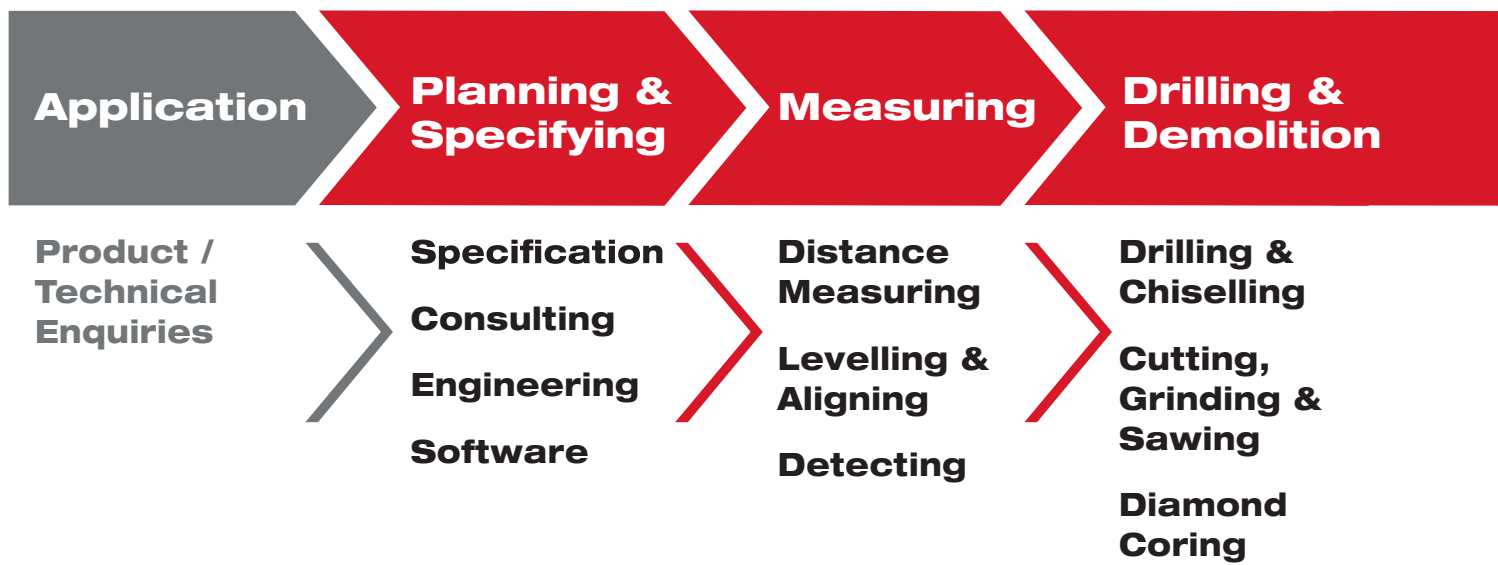 Application
Planning &
Specifying
Measuring
Drilling &
Demolition
Product /
Technical
Enquiries
Specification
Consulting
Engineering
Software
Distance
Measuring
Levelling &
Aligning
Detecting
Drilling &
Chiselling
Cutting,
Grinding &
Sawing
Diamond
Coring